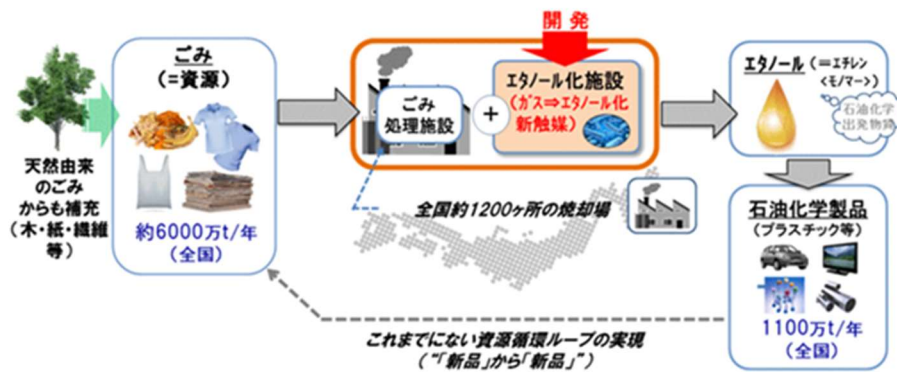 開発
ごみ
(=資源)
天然由来
のごみ
からも補充
(木・紙・繊維
等)
約6000万t/年
(全国)
ごみ
処理施設
+
エタノール化施設
(ガス⇒エタノール化
新触媒)
全国約1200ヶ所の焼却場
エタノール(=エチレン
<モノマー>)
石油化学
出発物質
石油化学製品
(プラスチック等)
1100万t/年
(全国)
これまでにない資源循環ループの実現
(“「新品」から「新品」”)